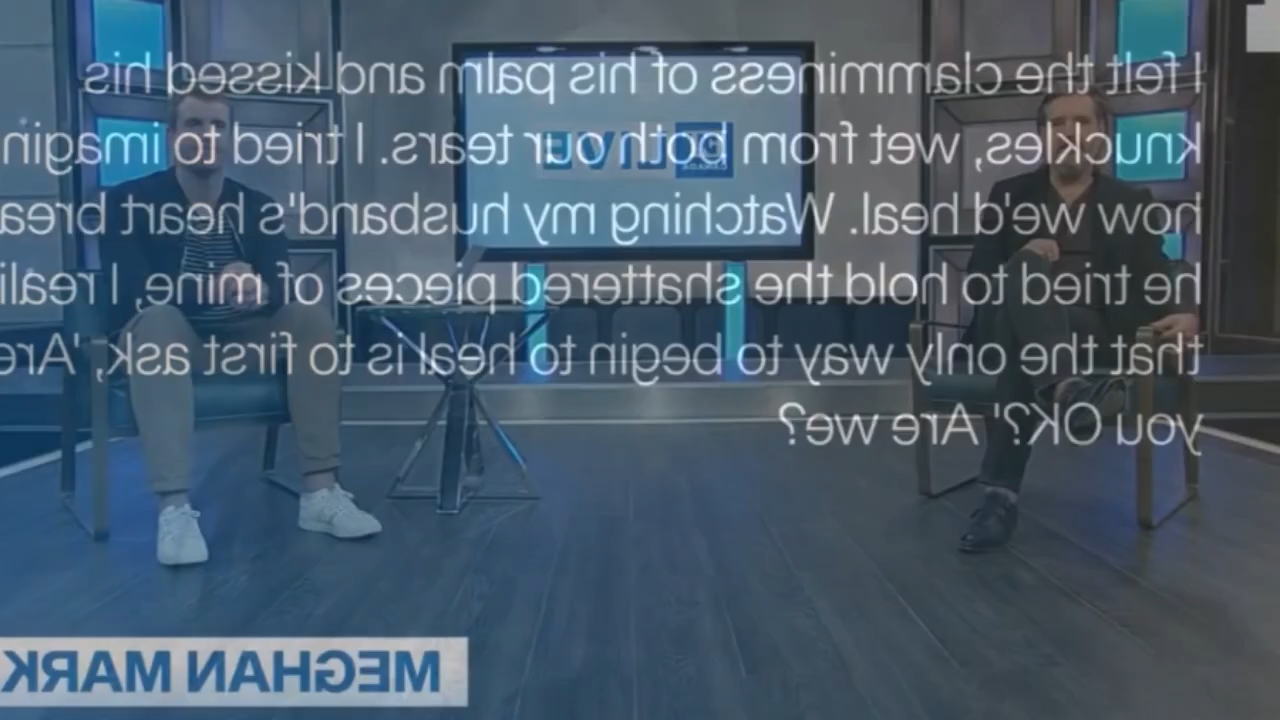 I felt the clamminess of his palm and kissed his
knuckles, wet from both our tears. I tried to imagin
how we'd heal. Watching my husband's heart brea
he tried to hold the shattered pieces of mine, I reali
that the only way to begin to heal is to first ask, 'Are
you OK?' Are we?
LIVE
CANADA
MEGHAN MARK